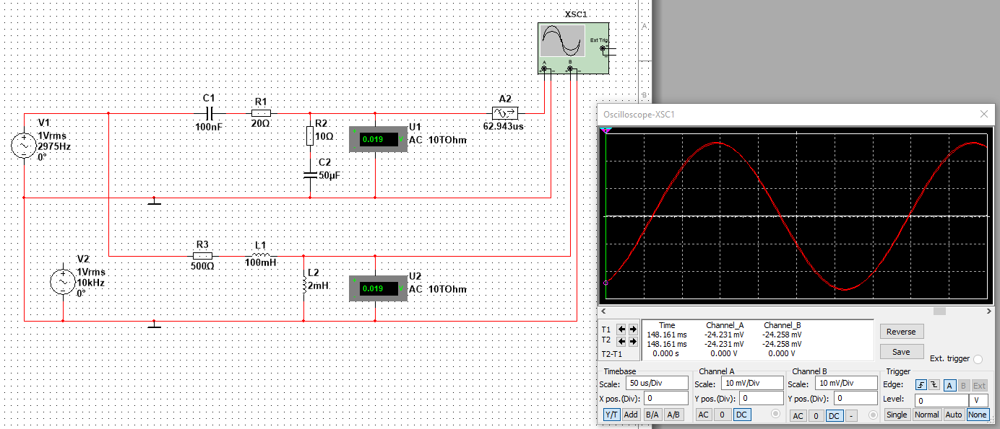 XSC1
Ext Trig
+
-
A
B
+ - + -
A
B
V1
1Vrms
2975Hz
0°
C1
100nF
R1
20Ω
R2
10Ω
C2
50µF
0.019 V
U1
AC 10TOhm
A2
62.943us
V2
1Vrms
10kHz
0°
R3
500Ω
L1
100mH
L2
2mH
0.019 V
U2
AC 10TOhm
Oscilloscope-XSC1
T1
T2
T2-T1
Time Channel_A Channel_B
148.161 ms -24.231 mV -24.258 mV
148.161 ms -24.231 mV -24.258 mV
0.000 s 0.000 V 0.000 V
Reverse
Save
Ext. trigger
Timebase
Scale: 50 us/Div
X pos.(Div): 0
Y/T Add B/A A/B
Channel A
Scale: 10 mV/Div
Y pos.(Div): 0
AC 0 DC
Channel B
Scale: 10 mV/Div
Y pos.(Div): 0
AC 0 DC -
Trigger
Edge: A B Ext
Level: 0 V
Single Normal Auto None